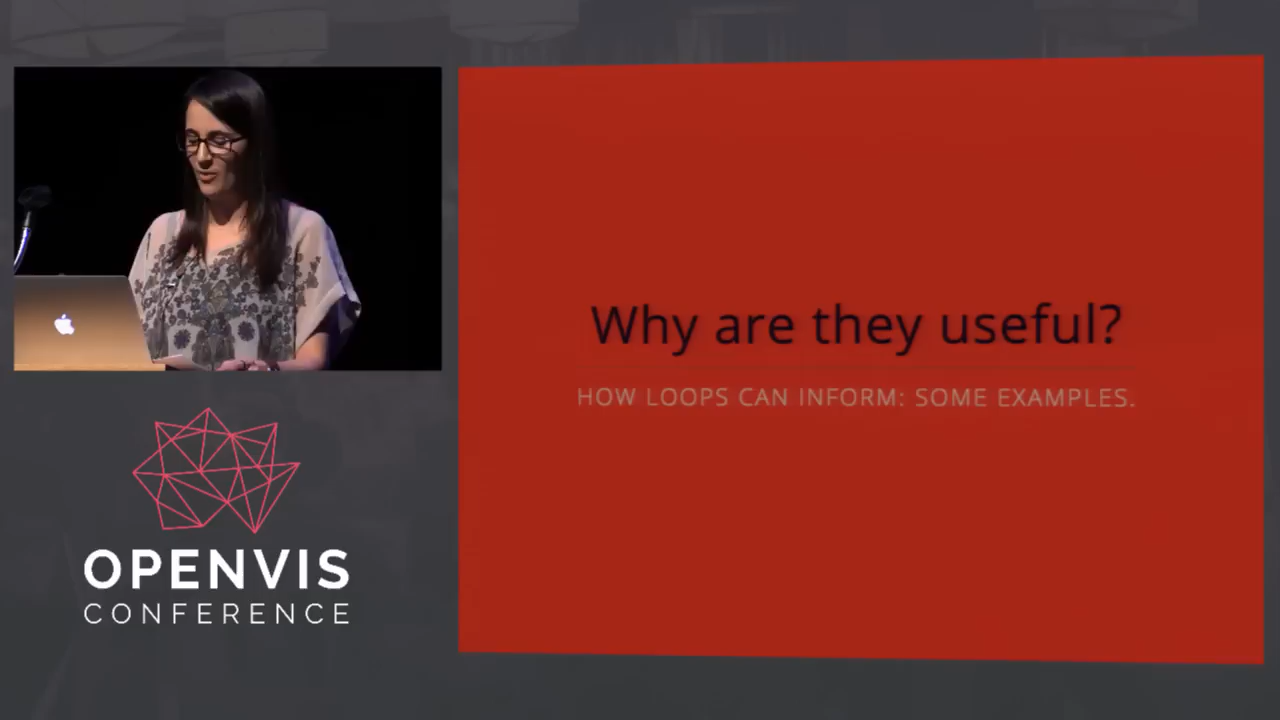 Why are they useful?
HOW LOOPS CAN INFORM: SOME EXAMPLES.
OPENVIS
CONFERENCE